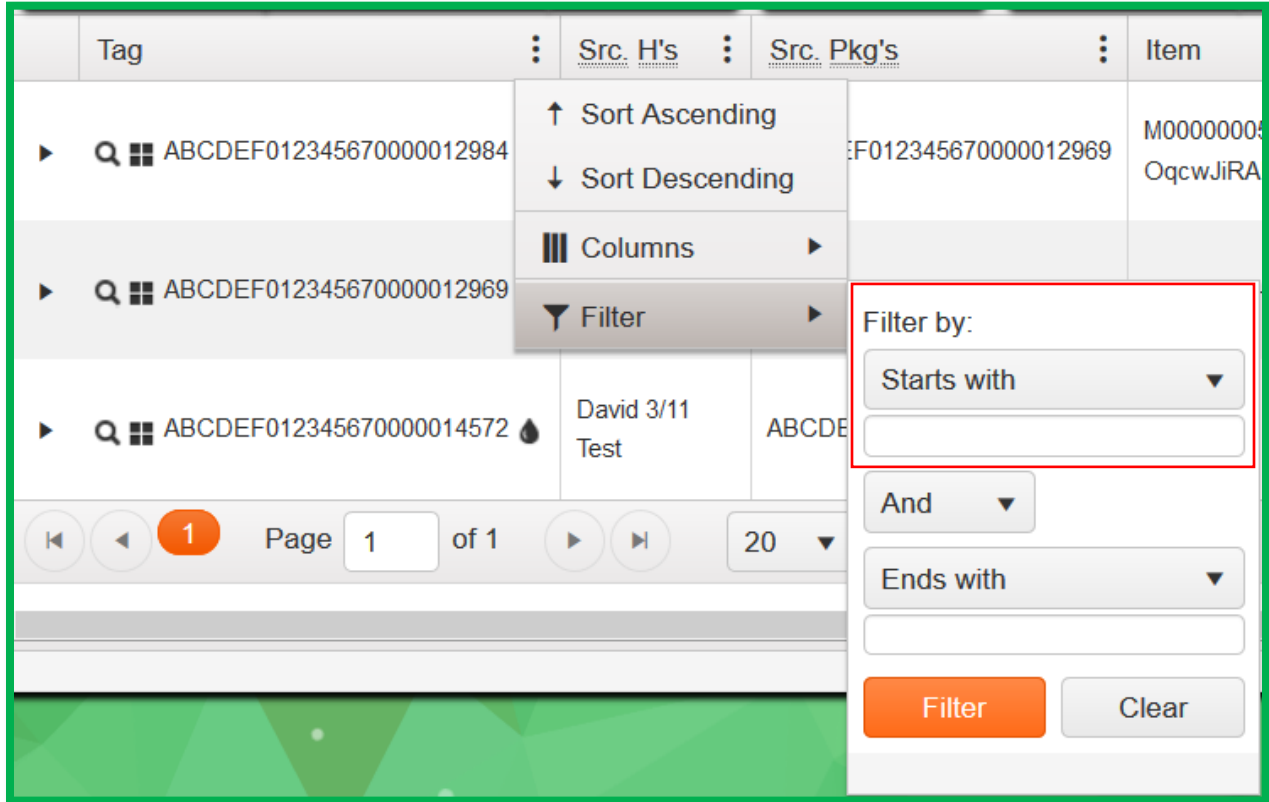 Tag
Src. H's
Src. Pkg's
Item
Sort Ascending
Sort Descending
Columns
Filter
ABCDEF012345670000012984
EF012345670000012969
M00000005
OqcwJiRA
ABCDEF012345670000012969
ABCDEF012345670000014572
David 3/11
Test
ABCDE
Filter by:
Starts with
And
Ends with
Filter
Clear
1
Page 1 of 1
20